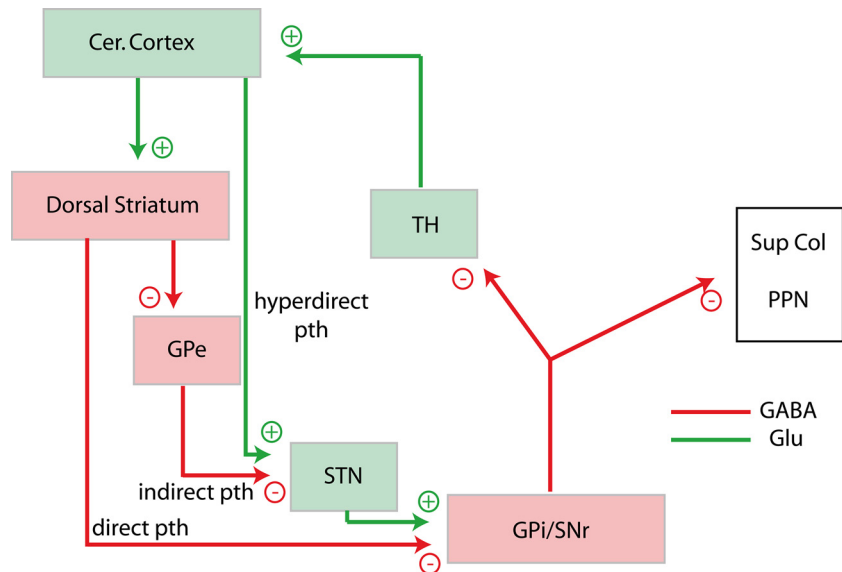 Cer. Cortex
+
+
Dorsal Striatum
TH
Sup Col
PPN
-
-
-
hyperdirect
pth
GPe
GABA
Glu
+
STN
indirect pth
-
+
direct pth
GPi/SNr
-